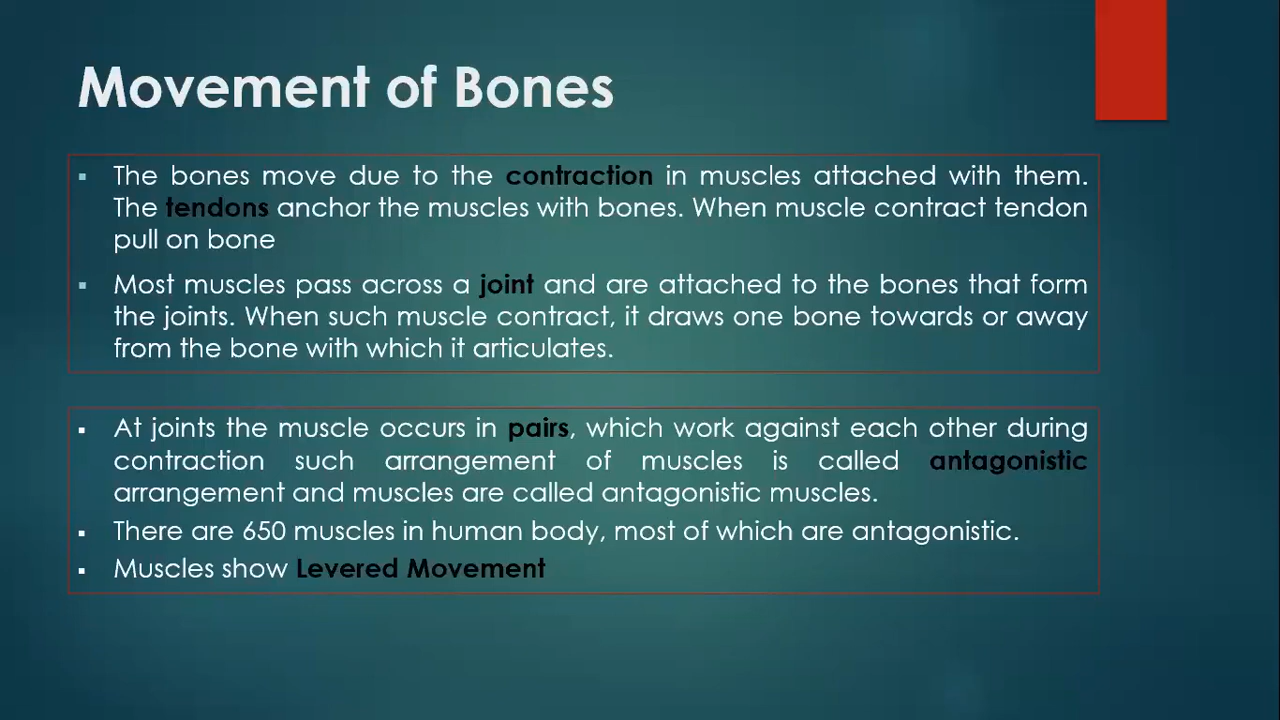 Movement of Bones
▪ The bones move due to the contraction in muscles attached with them.
The tendons anchor the muscles with bones. When muscle contract tendon
pull on bone
▪ Most muscles pass across a joint and are attached to the bones that form
the joints. When such muscle contract, it draws one bone towards or away
from the bone with which it articulates.
▪ At joints the muscle occurs in pairs, which work against each other during
contraction such arrangement of muscles is called antagonistic
arrangement and muscles are called antagonistic muscles.
▪ There are 650 muscles in human body, most of which are antagonistic.
▪ Muscles show Levered Movement